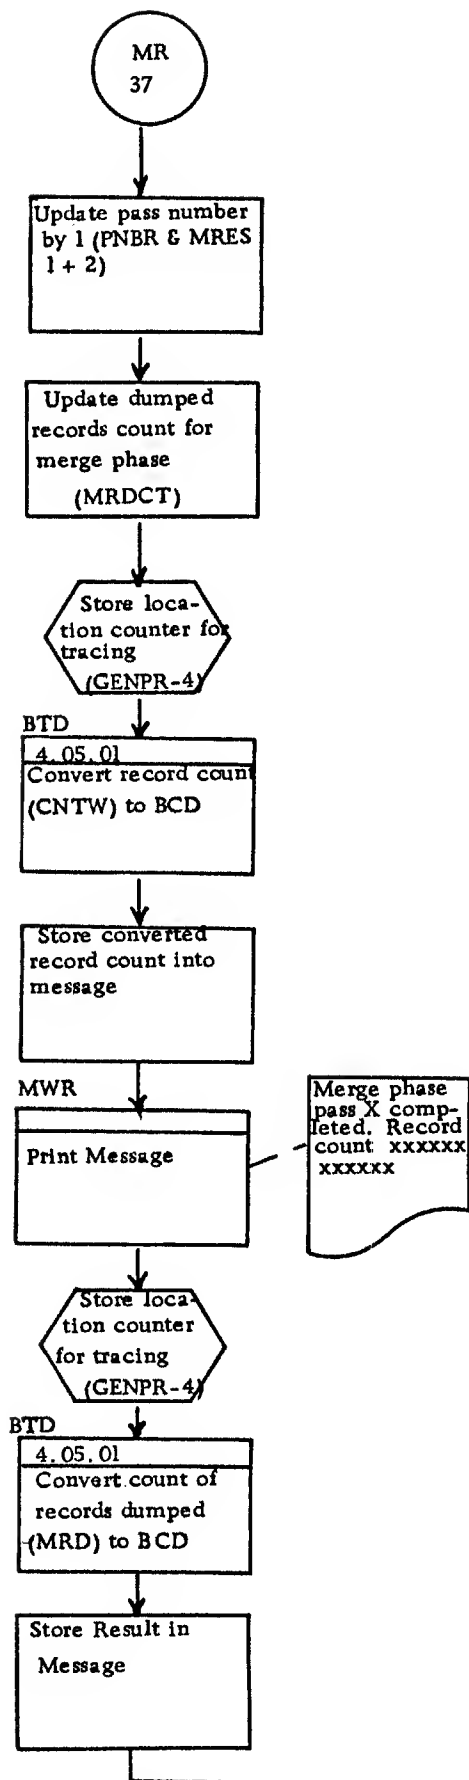 MR
37
Update pass number
by 1 (PNBR & MRES
1 + 2)
Update dumped
records count for
merge phase
(MRDCT)
Store loca-
tion counter for
tracing
(GENPR-4)
BTD
4.05.01
Convert record count
(CNTW) to BCD
Store converted
record count into
message
MWR
Print Message
Merge phase
pass X comp-
leted. Record
count xxxxxx
xxxxxx
Store loca-
tion counter
for tracing
(GENPR-4)
BTD
4.05.01
Convert count of
records dumped
(MRD) to BCD
Store Result in
Message